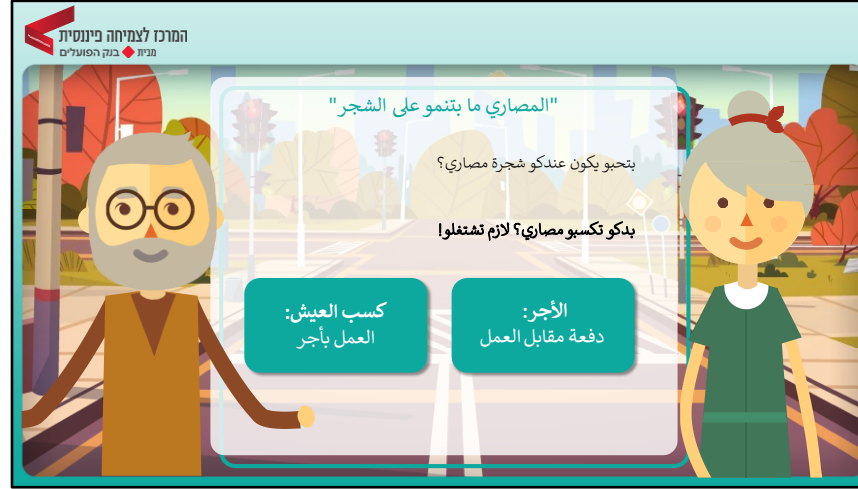 המרכז לצמיחה פיננסית
מבית בנק הפועלים
"المصاري ما بتنمو على الشجر"
بتحبو يكون عندكو شجرة مصاري؟
بدكو تكسبو مصاري؟ لازم تشتغلو!
الأجر:
دفعة مقابل العمل
كسب العيش:
العمل بأجر